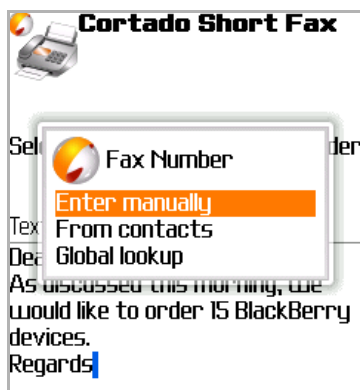 Cortado Short Fax
Fax Number
Enter manually
From contacts
Global lookup
As discussed this morning, we
would like to order 15 BlackBerry
devices.
Regards